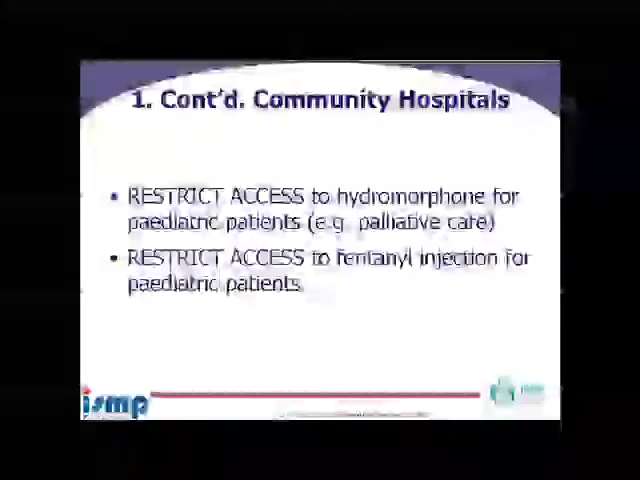 1. Cont'd. Community Hospitals
• RESTRICT ACCESS to hydromorphone for
paediatric patients (e.g. palliative care)
• RESTRICT ACCESS to fentanyl injection for
paediatric patients
ismp